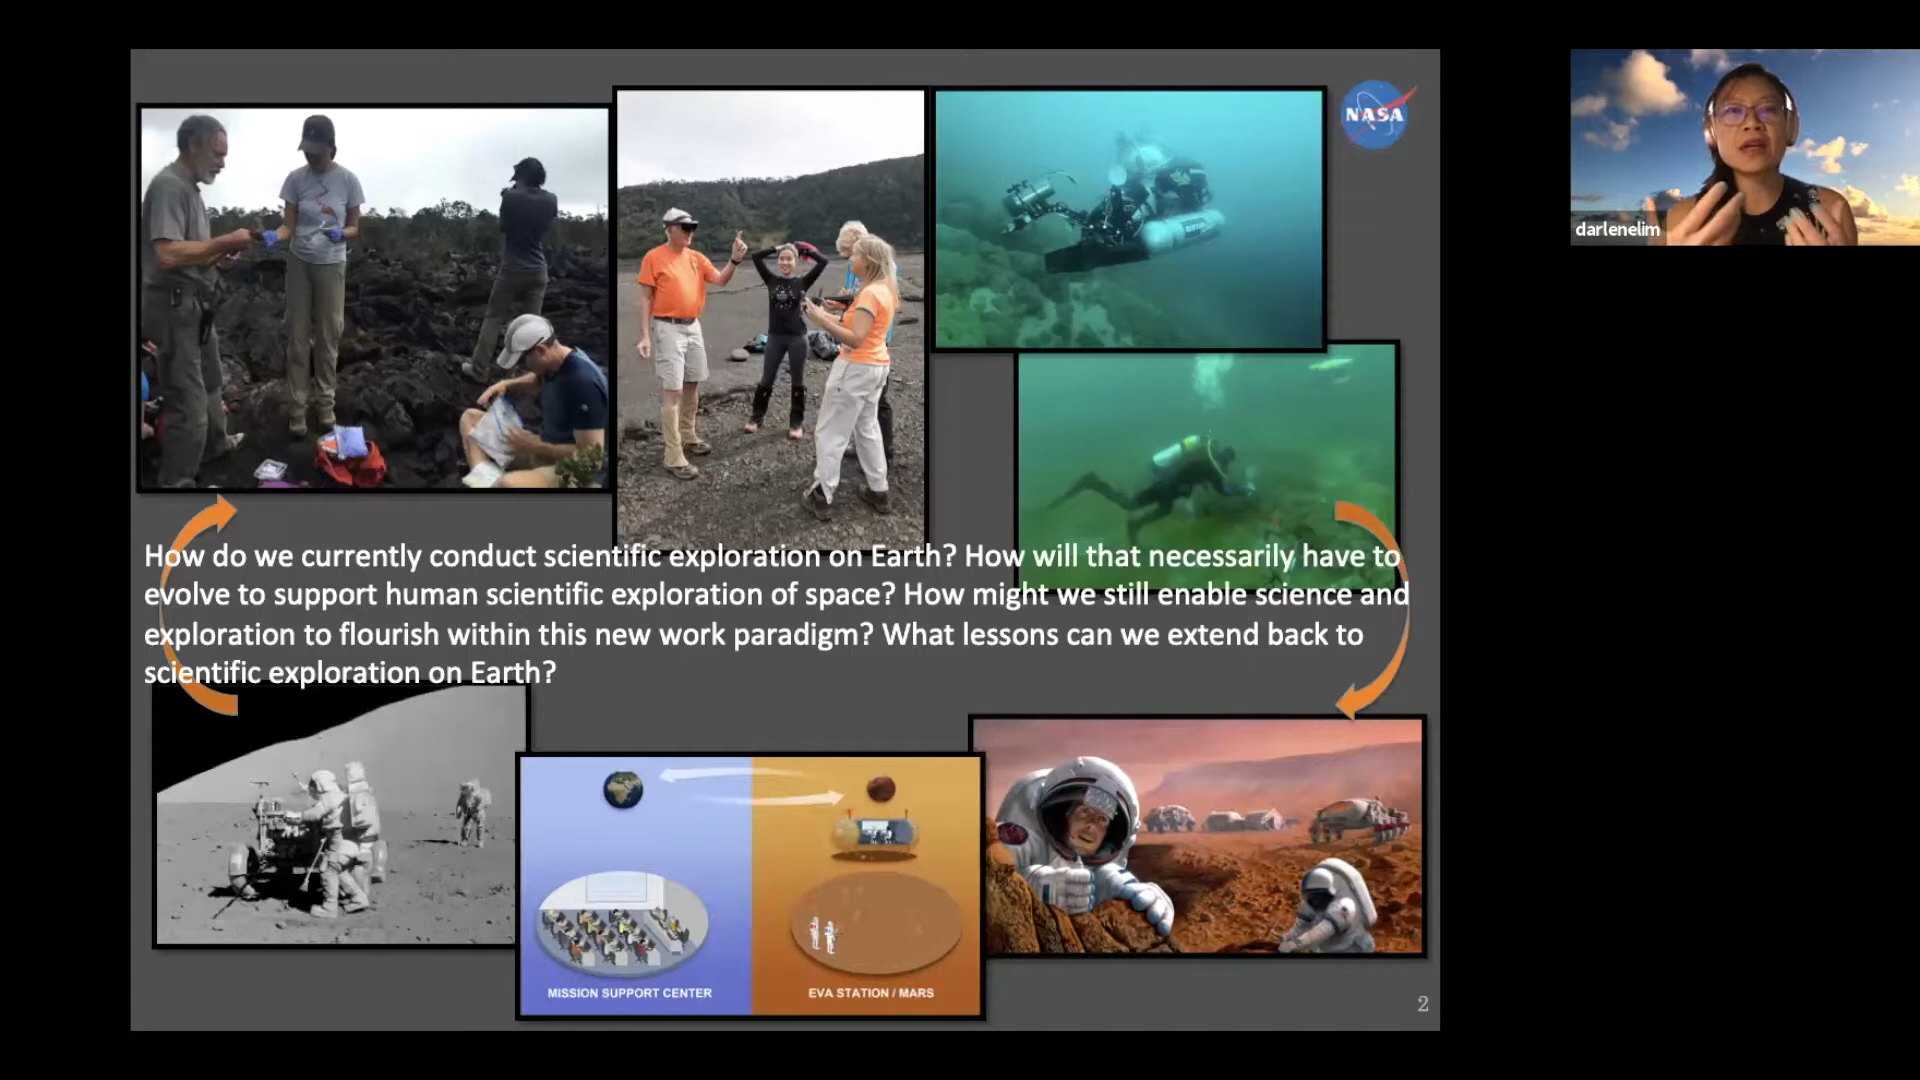 NASA
darlenelim
How do we currently conduct scientific exploration on Earth? How will that necessarily have to
evolve to support human scientific exploration of space? How might we still enable science and
exploration to flourish within this new work paradigm? What lessons can we extend back to
scientific exploration on Earth?
MISSION SUPPORT CENTER
EVA STATION / MARS
2